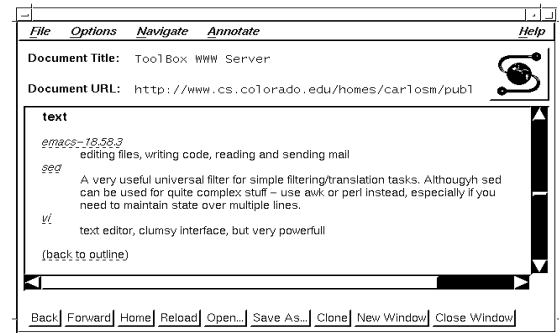 File Options Navigate Annotate Help
Document Title: ToolBox WWW Server
Document URL: http://www.cs.colorado.edu/homes/carlosm/publ
text
emacs-18.58.3
editing files, writing code, reading and sending mail
sed
A very useful universal filter for simple filtering/translation tasks. Althougyh sed
can be used for quite complex stuff – use awk or perl instead, especially if you
need to maintain state over multiple lines.
vi
text editor, clumsy interface, but very powerfull
(back to outline)
Back Forward Home Reload Open... Save As... Clone New Window Close Window